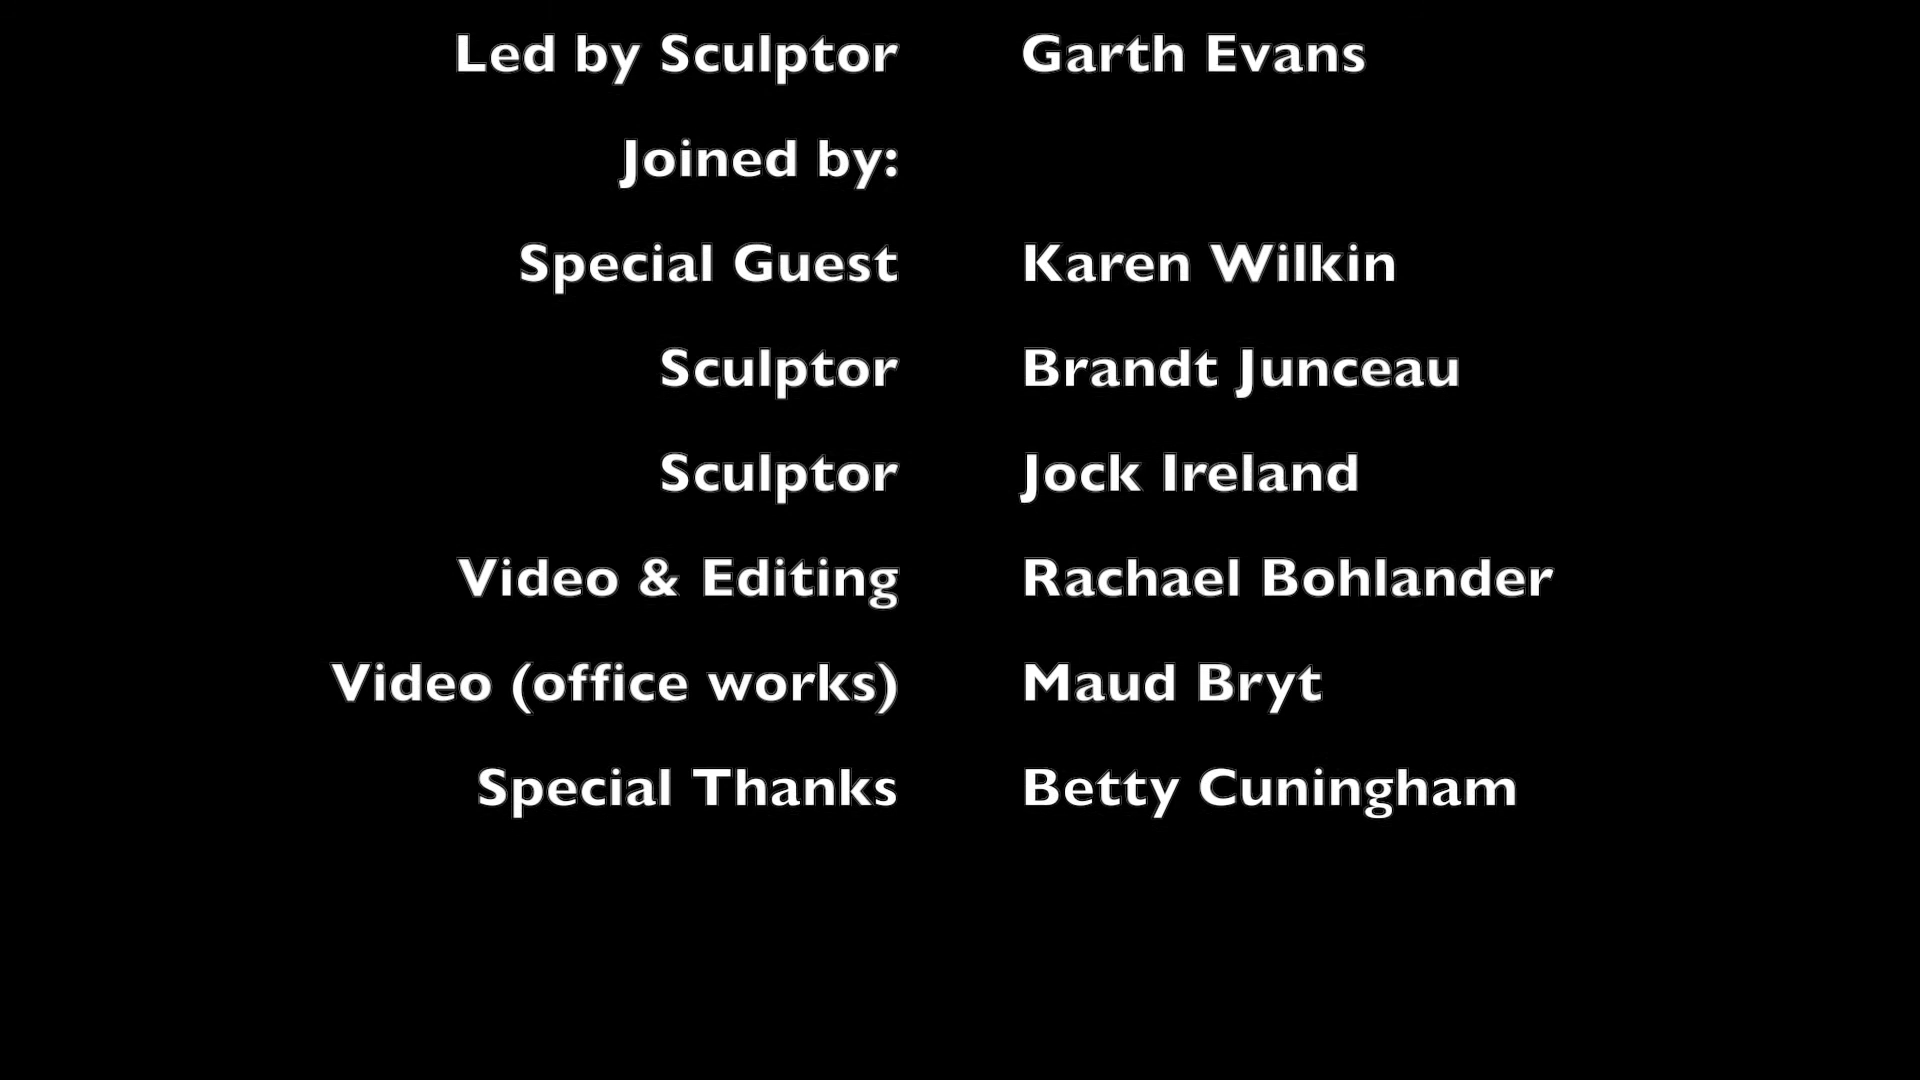 Led by Sculptor Garth Evans
Joined by:
Special Guest Karen Wilkin
Sculptor Brandt Junceau
Sculptor Jock Ireland
Video & Editing Rachael Bohlander
Video (office works) Maud Bryt
Special Thanks Betty Cuningham